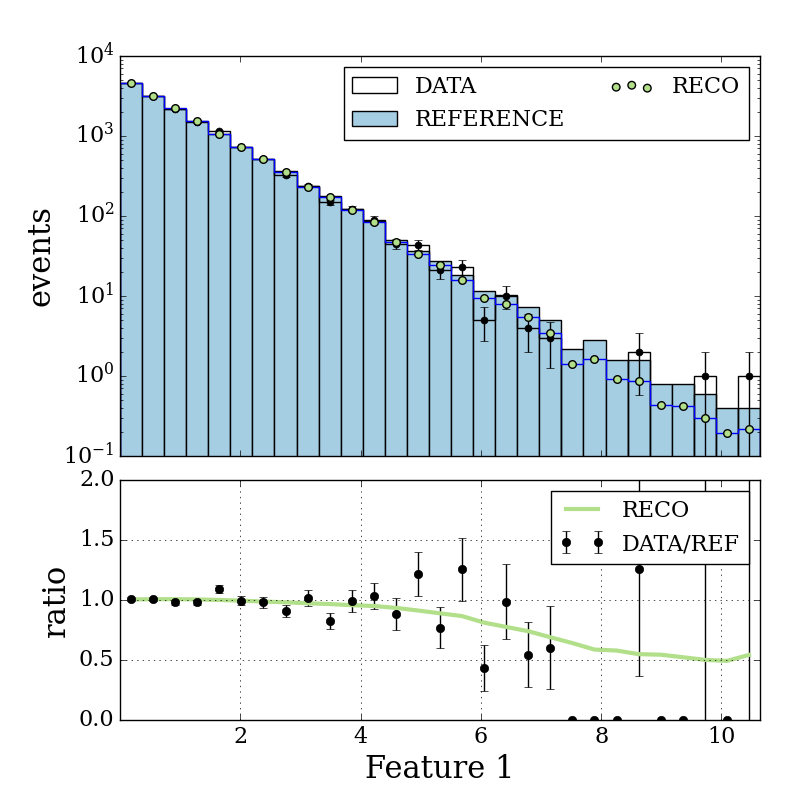 10^4
DATA RECO
10^3
REFERENCE
10^2
events
10^1
10^0
10^-1
2.0
RECO
1.5
DATA/REF
1.0
ratio
0.5
0.0
2 4 6 8 10
Feature 1